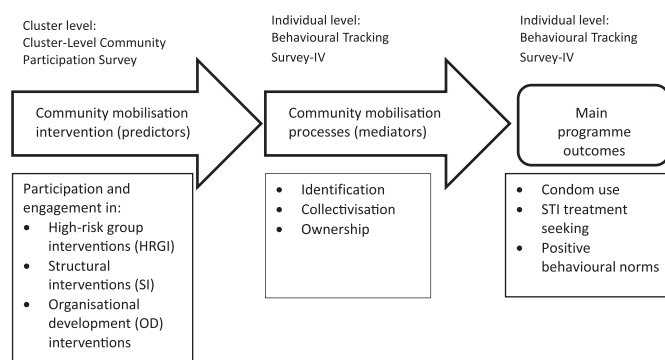 Cluster level:
Cluster-Level Community
Participation Survey
Individual level:
Behavioural Tracking
Survey-IV
Individual level:
Behavioural Tracking
Survey-IV
Community mobilisation
intervention (predictors)
Community mobilisation
processes (mediators)
Main
programme
outcomes
Participation and
engagement in:
• High-risk group
interventions (HRGI)
• Structural
interventions (SI)
• Organisational
development (OD)
interventions
• Identification
• Collectivisation
• Ownership
• Condom use
• STI treatment
seeking
• Positive
behavioural norms